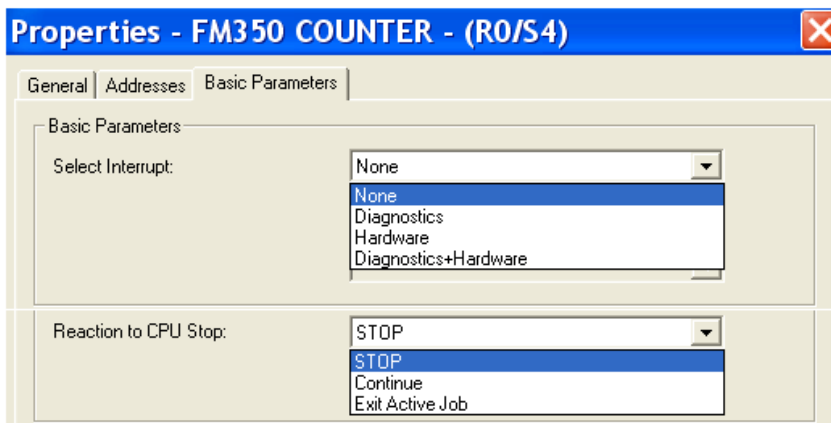 Properties - FM350 COUNTER - (R0/S4)
General Addresses Basic Parameters
Basic Parameters
Select Interrupt: None
None
Diagnostics
Hardware
Diagnostics+Hardware
Reaction to CPU Stop: STOP
STOP
Continue
Exit Active Job